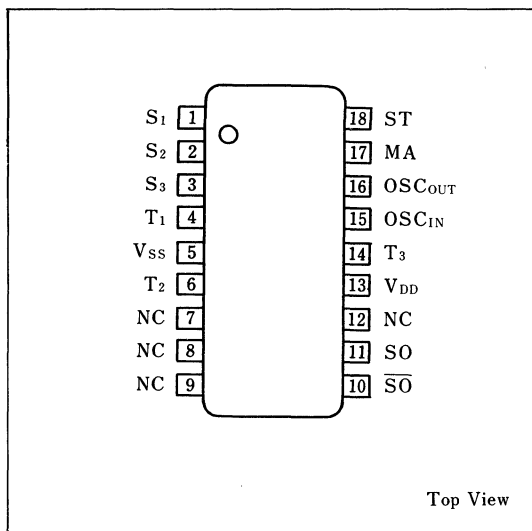 S1 1 18 ST
S2 2 17 MA
S3 3 16 OSCOUT
T1 4 15 OSCIN
VSS 5 14 T3
T2 6 13 VDD
NC 7 12 NC
NC 8 11 SO
NC 9 10 S̅O̅
Top View